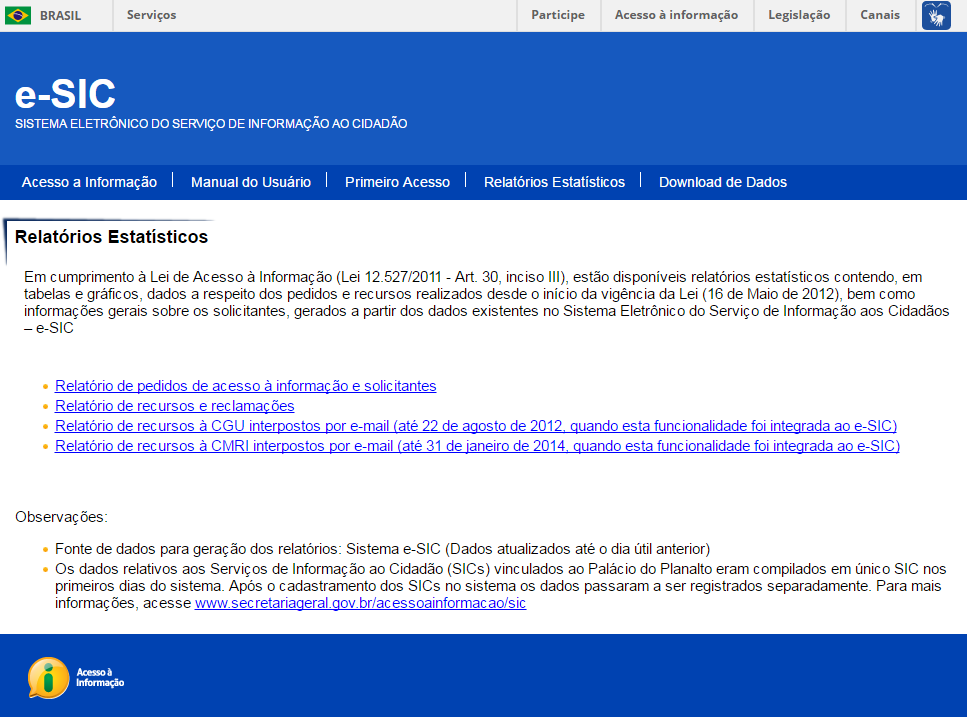 BRASIL
Serviços
Participe
Acesso à informação
Legislação
Canais
e-SIC
SISTEMA ELETRÔNICO DO SERVIÇO DE INFORMAÇÃO AO CIDADÃO
Acesso a Informação
Manual do Usuário
Primeiro Acesso
Relatórios Estatísticos
Download de Dados
Relatórios Estatísticos
Em cumprimento à Lei de Acesso à Informação (Lei 12.527/2011 - Art. 30, inciso III), estão disponíveis relatórios estatísticos contendo, em
tabelas e gráficos, dados a respeito dos pedidos e recursos realizados desde o início da vigência da Lei (16 de Maio de 2012), bem como
informações gerais sobre os solicitantes, gerados a partir dos dados existentes no Sistema Eletrônico do Serviço de Informação aos Cidadãos
– e-SIC
Relatório de pedidos de acesso à informação e solicitantes
Relatório de recursos e reclamações
Relatório de recursos à CGU interpostos por e-mail (até 22 de agosto de 2012, quando esta funcionalidade foi integrada ao e-SIC)
Relatório de recursos à CMRI interpostos por e-mail (até 31 de janeiro de 2014, quando esta funcionalidade foi integrada ao e-SIC)
Observações:
Fonte de dados para geração dos relatórios: Sistema e-SIC (Dados atualizados até o dia útil anterior)
Os dados relativos aos Serviços de Informação ao Cidadão (SICs) vinculados ao Palácio do Planalto eram compilados em único SIC nos
primeiros dias do sistema. Após o cadastramento dos SICs no sistema os dados passaram a ser registrados separadamente. Para mais
informações, acesse www.secretariageral.gov.br/acessoainformacao/sic
Acesso à
Informação